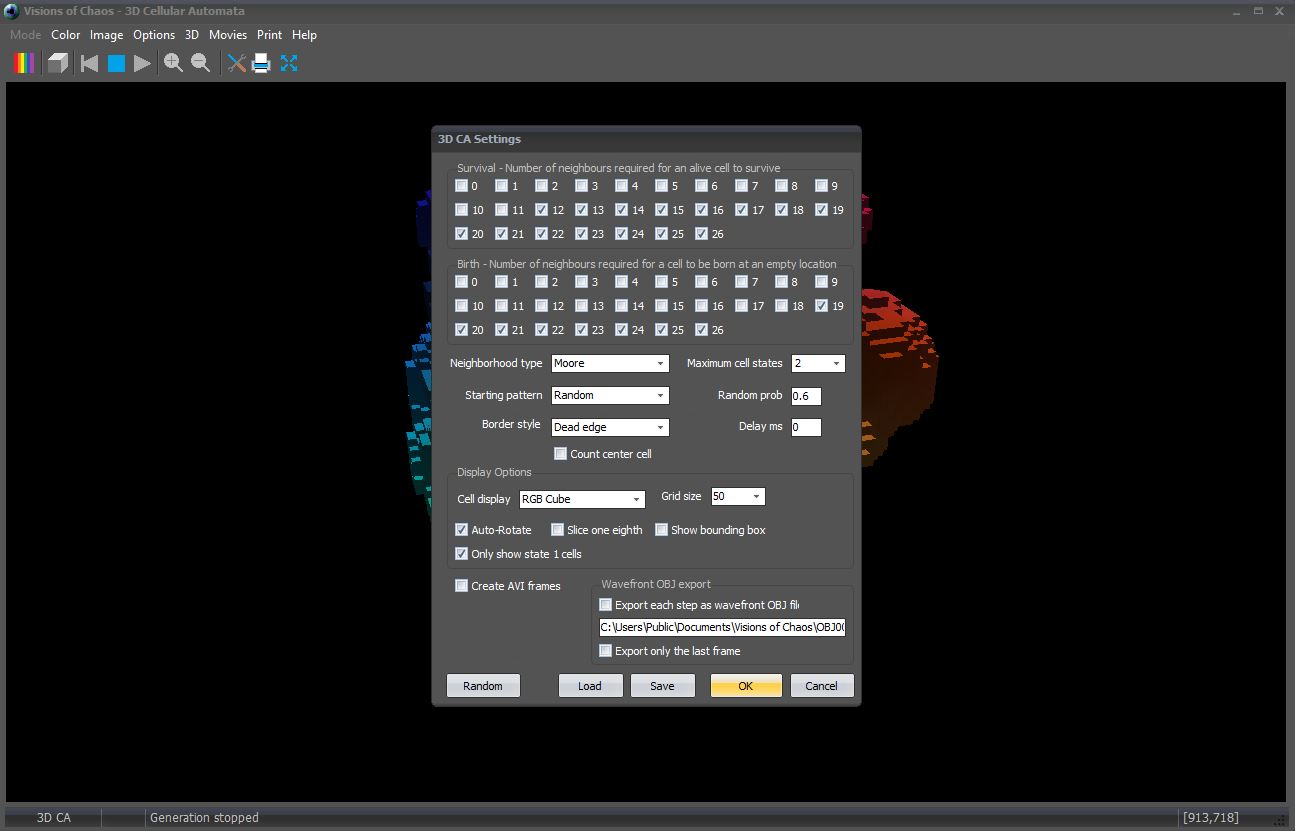 Visions of Chaos - 3D Cellular Automata
Mode Color Image Options 3D Movies Print Help
3D CA Settings
Survival - Number of neighbours required for an alive cell to survive
0 1 2 3 4 5 6 7 8 9
10 11 12 13 14 15 16 17 18 19
20 21 22 23 24 25 26
Birth - Number of neighbours required for a cell to be born at an empty location
0 1 2 3 4 5 6 7 8 9
10 11 12 13 14 15 16 17 18 19
20 21 22 23 24 25 26
Neighborhood type Moore Maximum cell states 2
Starting pattern Random Random prob 0.6
Border style Dead edge Delay ms 0
Count center cell
Display Options
Cell display RGB Cube Grid size 50
Auto-Rotate Slice one eighth Show bounding box
Only show state 1 cells
Create AVI frames Wavefront OBJ export
Export each step as wavefront OBJ fil
C:\Users\Public\Documents\Visions of Chaos\OBJ00
Export only the last frame
Random Load Save OK Cancel
3D CA Generation stopped [913,718]